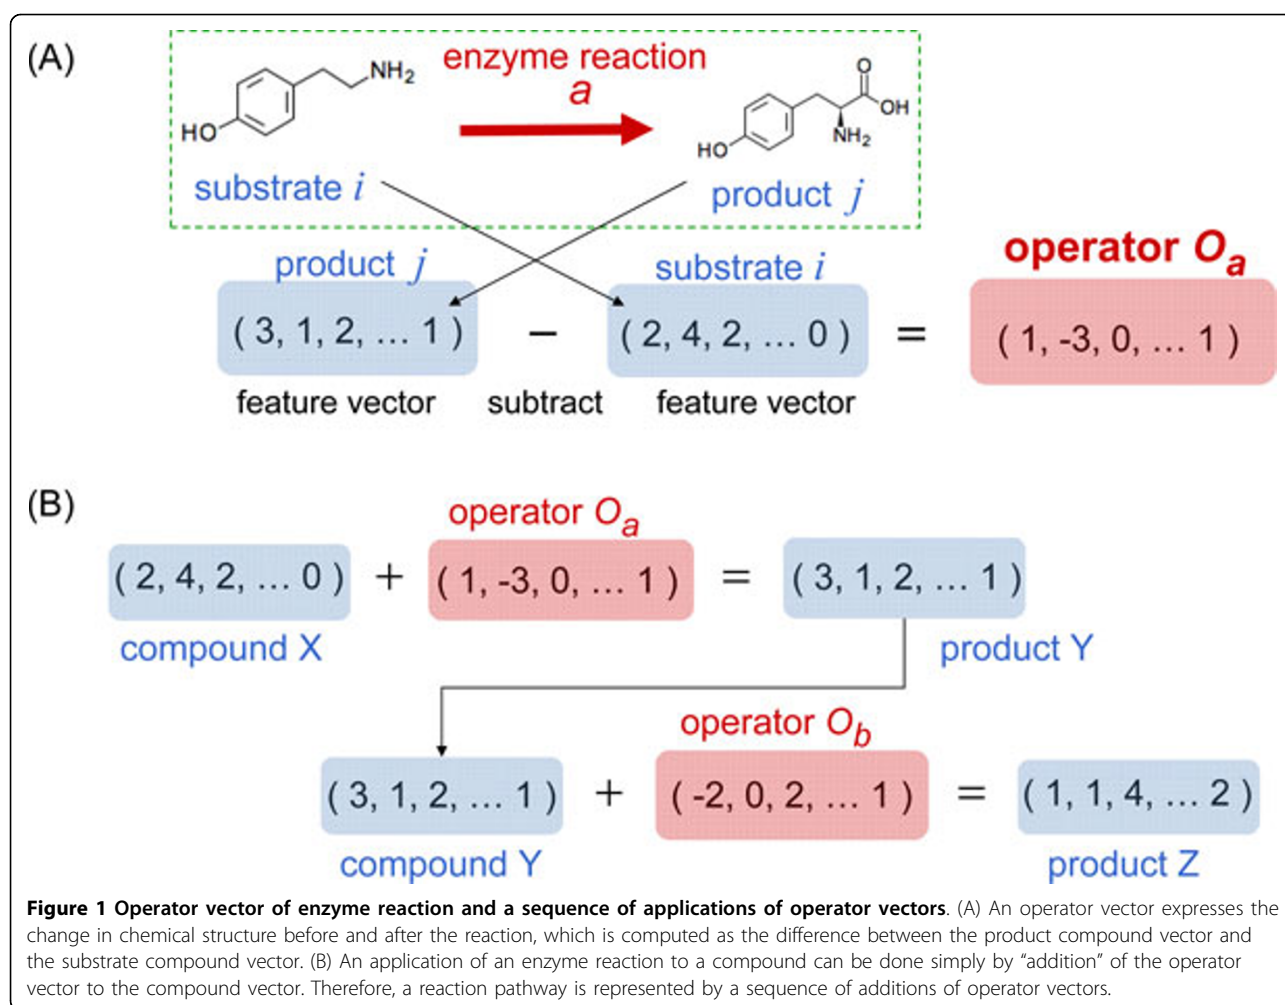 (A)
enzyme reaction
a
NH2
HO
O
OH
NH2
HO
substrate i
product j
product j
substrate i
operator Oa
( 3, 1, 2, ... 1 ) − ( 2, 4, 2, ... 0 ) = ( 1, -3, 0, ... 1 )
feature vector subtract feature vector
(B)
operator Oa
( 2, 4, 2, ... 0 ) + ( 1, -3, 0, ... 1 ) = ( 3, 1, 2, ... 1 )
compound X product Y
operator Ob
( 3, 1, 2, ... 1 ) + ( -2, 0, 2, ... 1 ) = ( 1, 1, 4, ... 2 )
compound Y product Z
Figure 1 Operator vector of enzyme reaction and a sequence of applications of operator vectors. (A) An operator vector expresses the
change in chemical structure before and after the reaction, which is computed as the difference between the product compound vector and
the substrate compound vector. (B) An application of an enzyme reaction to a compound can be done simply by “addition” of the operator
vector to the compound vector. Therefore, a reaction pathway is represented by a sequence of additions of operator vectors.